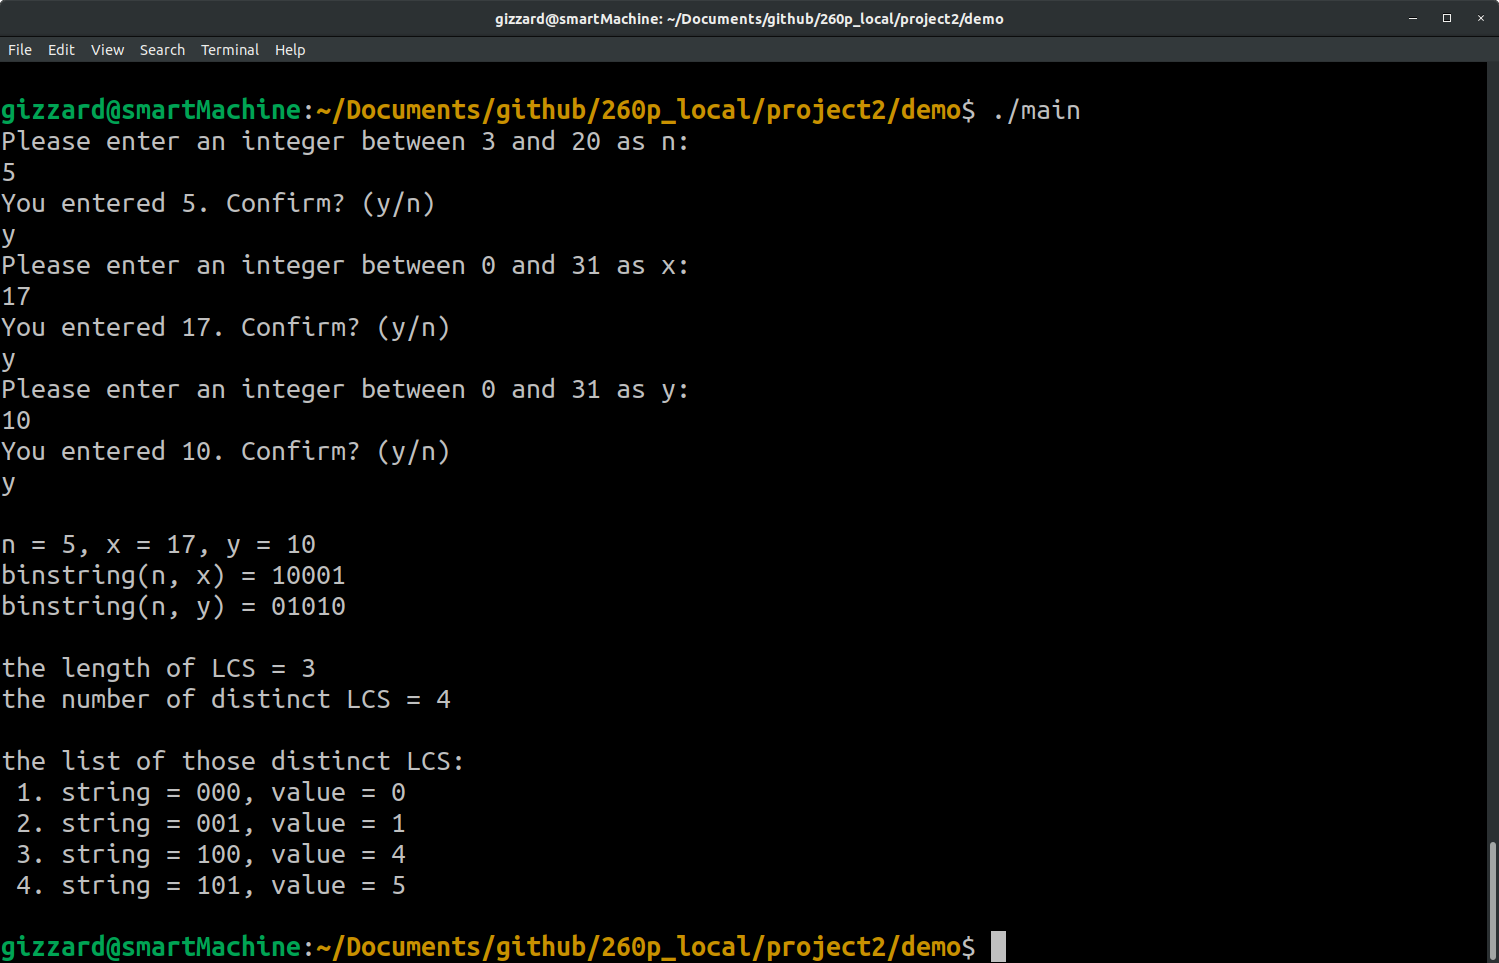 gizzard@smartMachine: ~/Documents/github/260p_local/project2/demo
File Edit View Search Terminal Help
gizzard@smartMachine:~/Documents/github/260p_local/project2/demo$ ./main
Please enter an integer between 3 and 20 as n:
5
You entered 5. Confirm? (y/n)
y
Please enter an integer between 0 and 31 as x:
17
You entered 17. Confirm? (y/n)
y
Please enter an integer between 0 and 31 as y:
10
You entered 10. Confirm? (y/n)
y
n = 5, x = 17, y = 10
binstring(n, x) = 10001
binstring(n, y) = 01010
the length of LCS = 3
the number of distinct LCS = 4
the list of those distinct LCS:
1. string = 000, value = 0
2. string = 001, value = 1
3. string = 100, value = 4
4. string = 101, value = 5
gizzard@smartMachine:~/Documents/github/260p_local/project2/demo$